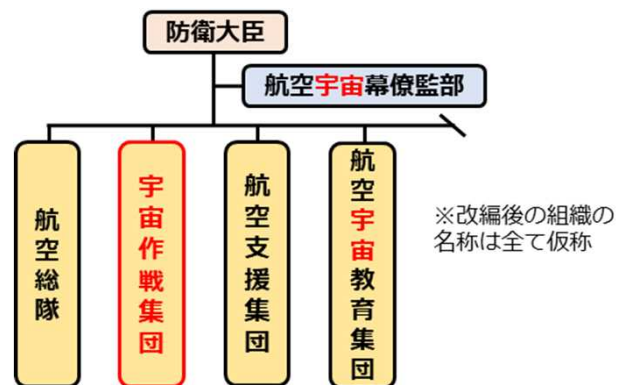 防衛大臣
航空宇宙幕僚監部
航空総隊
宇宙作戦集団
航空支援集団
航空宇宙教育集団
※改編後の組織の
名称は全て仮称